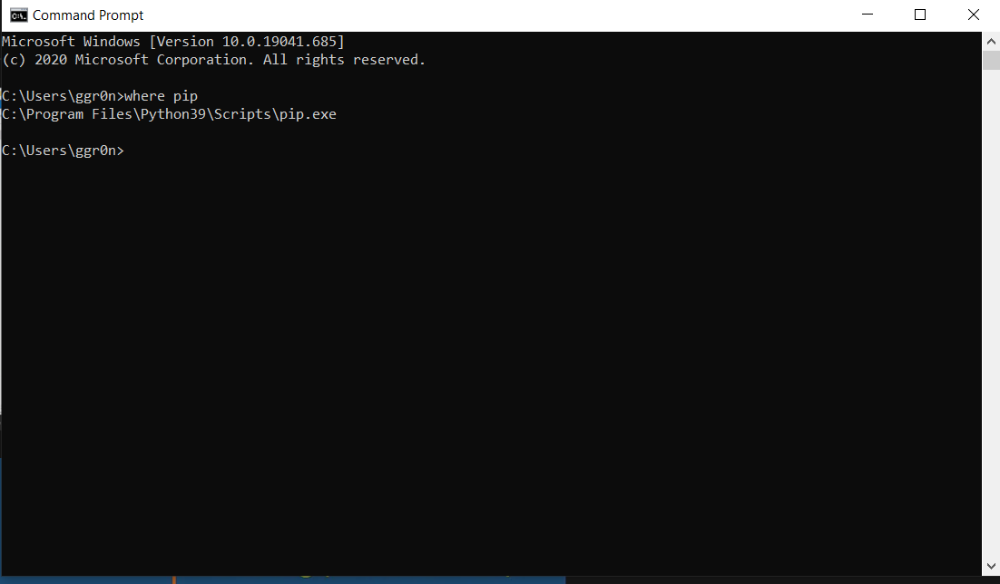 Command Prompt
Microsoft Windows [Version 10.0.19041.685]
(c) 2020 Microsoft Corporation. All rights reserved.
C:\Users\ggr0n>where pip
C:\Program Files\Python39\Scripts\pip.exe
C:\Users\ggr0n>